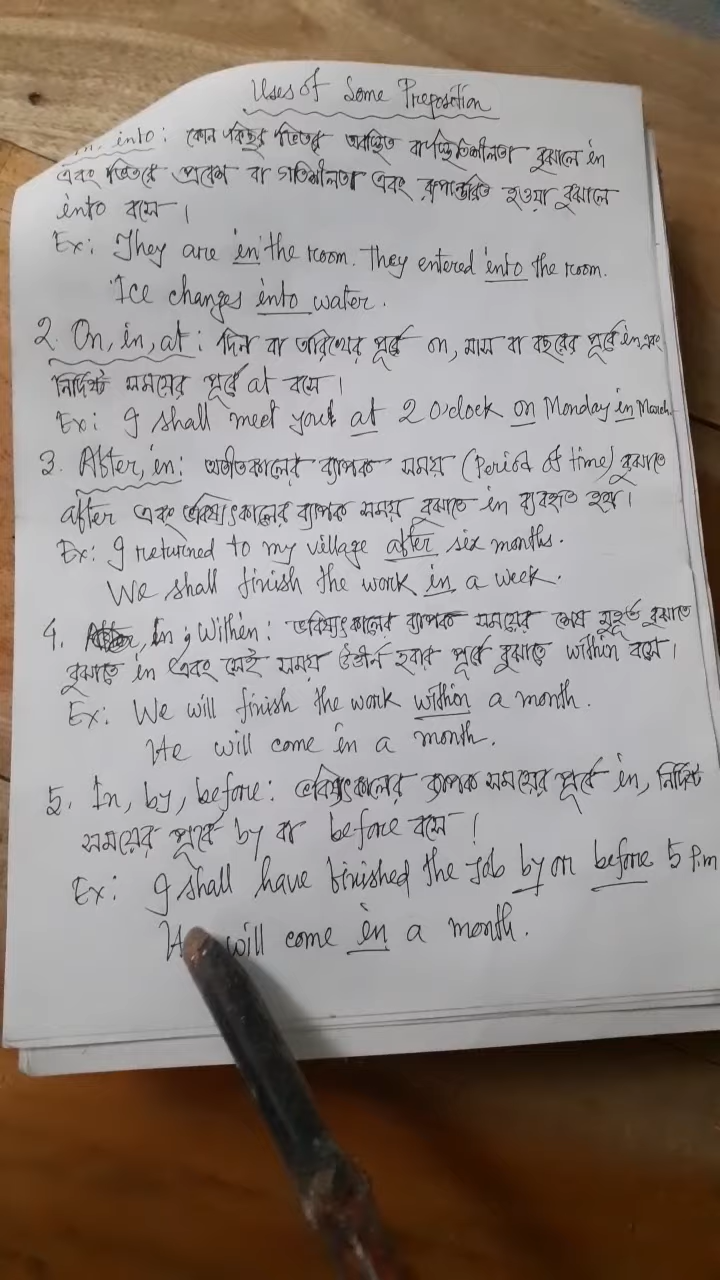 Uses of Some Preposition
in, into: কোন কিছুর ভিতরে অবস্থিত বা স্থিতিশীলতা বুঝালে in
এবং ভিতরে প্রবেশ বা গতিশীলতা এবং রূপান্তরিত হওয়া বুঝালে
into বসে।
Ex: They are in the room. They entered into the room.
Ice changes into water.
2. On, in, at: দিন বা তারিখের পূর্বে on, মাস বা বছরের পূর্বে in এবং
নির্দিষ্ট সময়ের পূর্বে at বসে।
Ex: I shall meet you at 2 O'clock on Monday in March.
3. After, in: অতীতকালের ব্যাপক সময় (Period of time) বুঝাতে
after এবং ভবিষ্যৎকালের ব্যাপক সময় বুঝাতে in ব্যবহৃত হয়।
Ex: I returned to my village after six months.
We shall finish the work in a week.
4. In, Within: ভবিষ্যৎকালের ব্যাপক সময়ের শেষ মুহূর্ত বুঝাতে
বুঝাতে in এবং সেই সময় উত্তীর্ন হবার পূর্বে বুঝাতে within বসে।
Ex: We will finish the work within a month.
He will come in a month.
5. In, by, before: ভবিষ্যৎকালের ব্যাপক সময়ের পূর্বে in, নির্দিষ্ট
সময়ের পূর্বে by বা before বসে।
Ex: I shall have finished the job by or before 5 P.m
will come in a month.